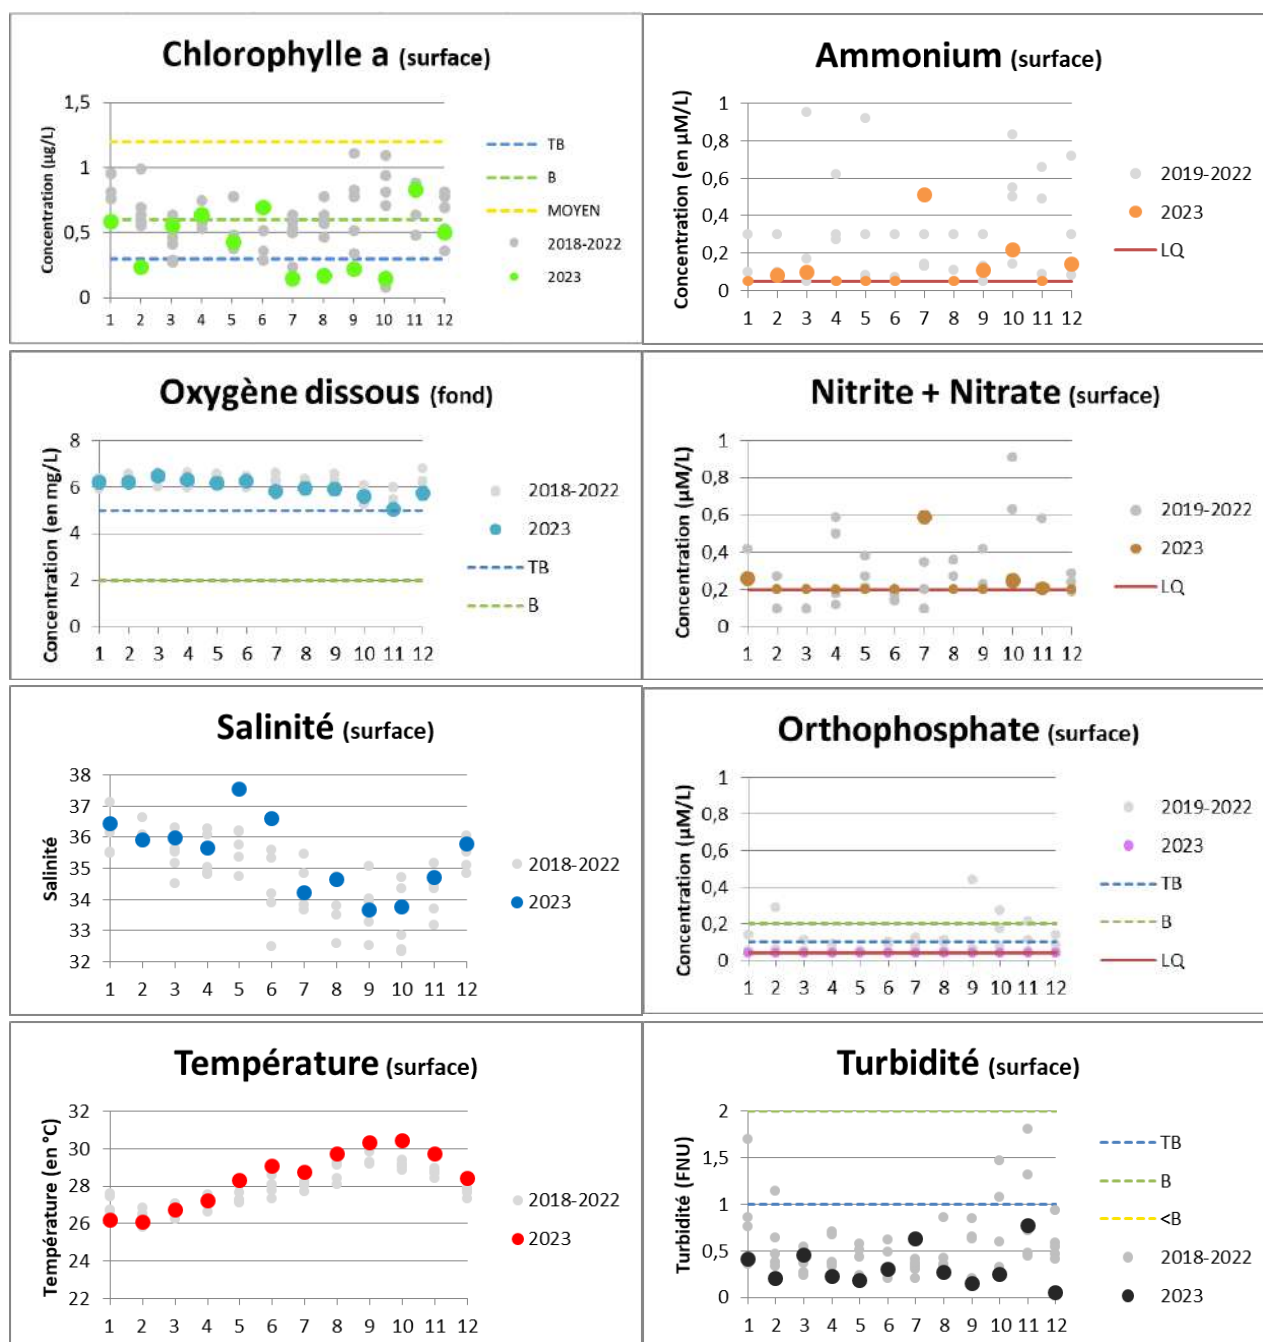 Chlorophylle a (surface)
Concentration (µg/L)
1,5
1
0,5
0
1 2 3 4 5 6 7 8 9 10 11 12
TB
B
MOYEN
2018-2022
2023
Ammonium (surface)
Concentration (en µM/L)
1
0,8
0,6
0,4
0,2
0
1 2 3 4 5 6 7 8 9 10 11 12
2019-2022
2023
LQ
Oxygène dissous (fond)
Concentration (en mg/L)
8
6
4
2
0
1 2 3 4 5 6 7 8 9 10 11 12
2018-2022
2023
TB
B
Nitrite + Nitrate (surface)
Concentration (µM/L)
1
0,8
0,6
0,4
0,2
0
1 2 3 4 5 6 7 8 9 10 11 12
2019-2022
2023
LQ
Salinité (surface)
Salinité
38
37
36
35
34
33
32
1 2 3 4 5 6 7 8 9 10 11 12
2018-2022
2023
Orthophosphate (surface)
Concentration (µM/L)
1
0,8
0,6
0,4
0,2
0
1 2 3 4 5 6 7 8 9 10 11 12
2019-2022
2023
TB
B
LQ
Température (surface)
Température (en °C)
32
30
28
26
24
22
1 2 3 4 5 6 7 8 9 10 11 12
2018-2022
2023
Turbidité (surface)
Turbidité (FNU)
2
1,5
1
0,5
0
1 2 3 4 5 6 7 8 9 10 11 12
TB
B
<B
2018-2022
2023